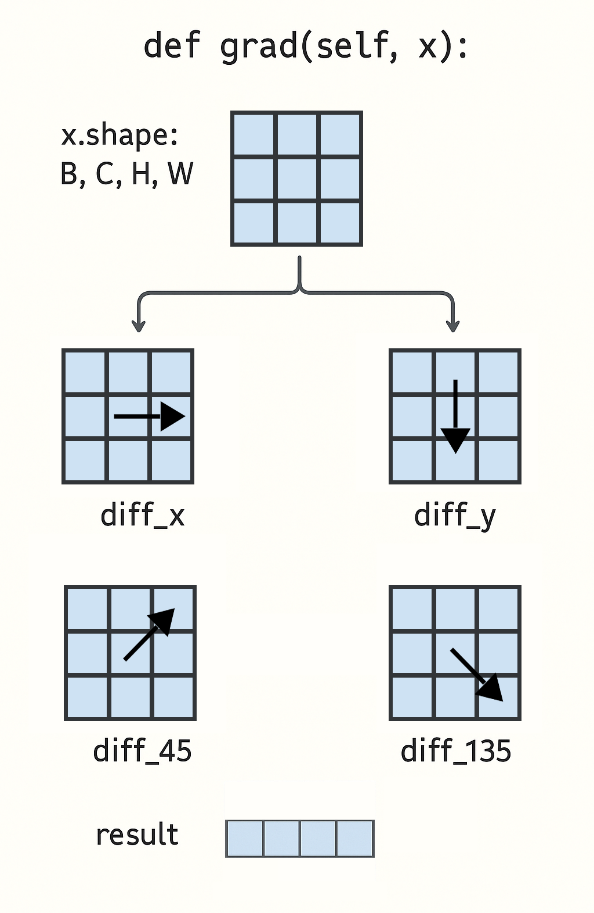 def grad(self, x):
x.shape:
B, C, H, W
diff_x
diff_y
diff_45
diff_135
result